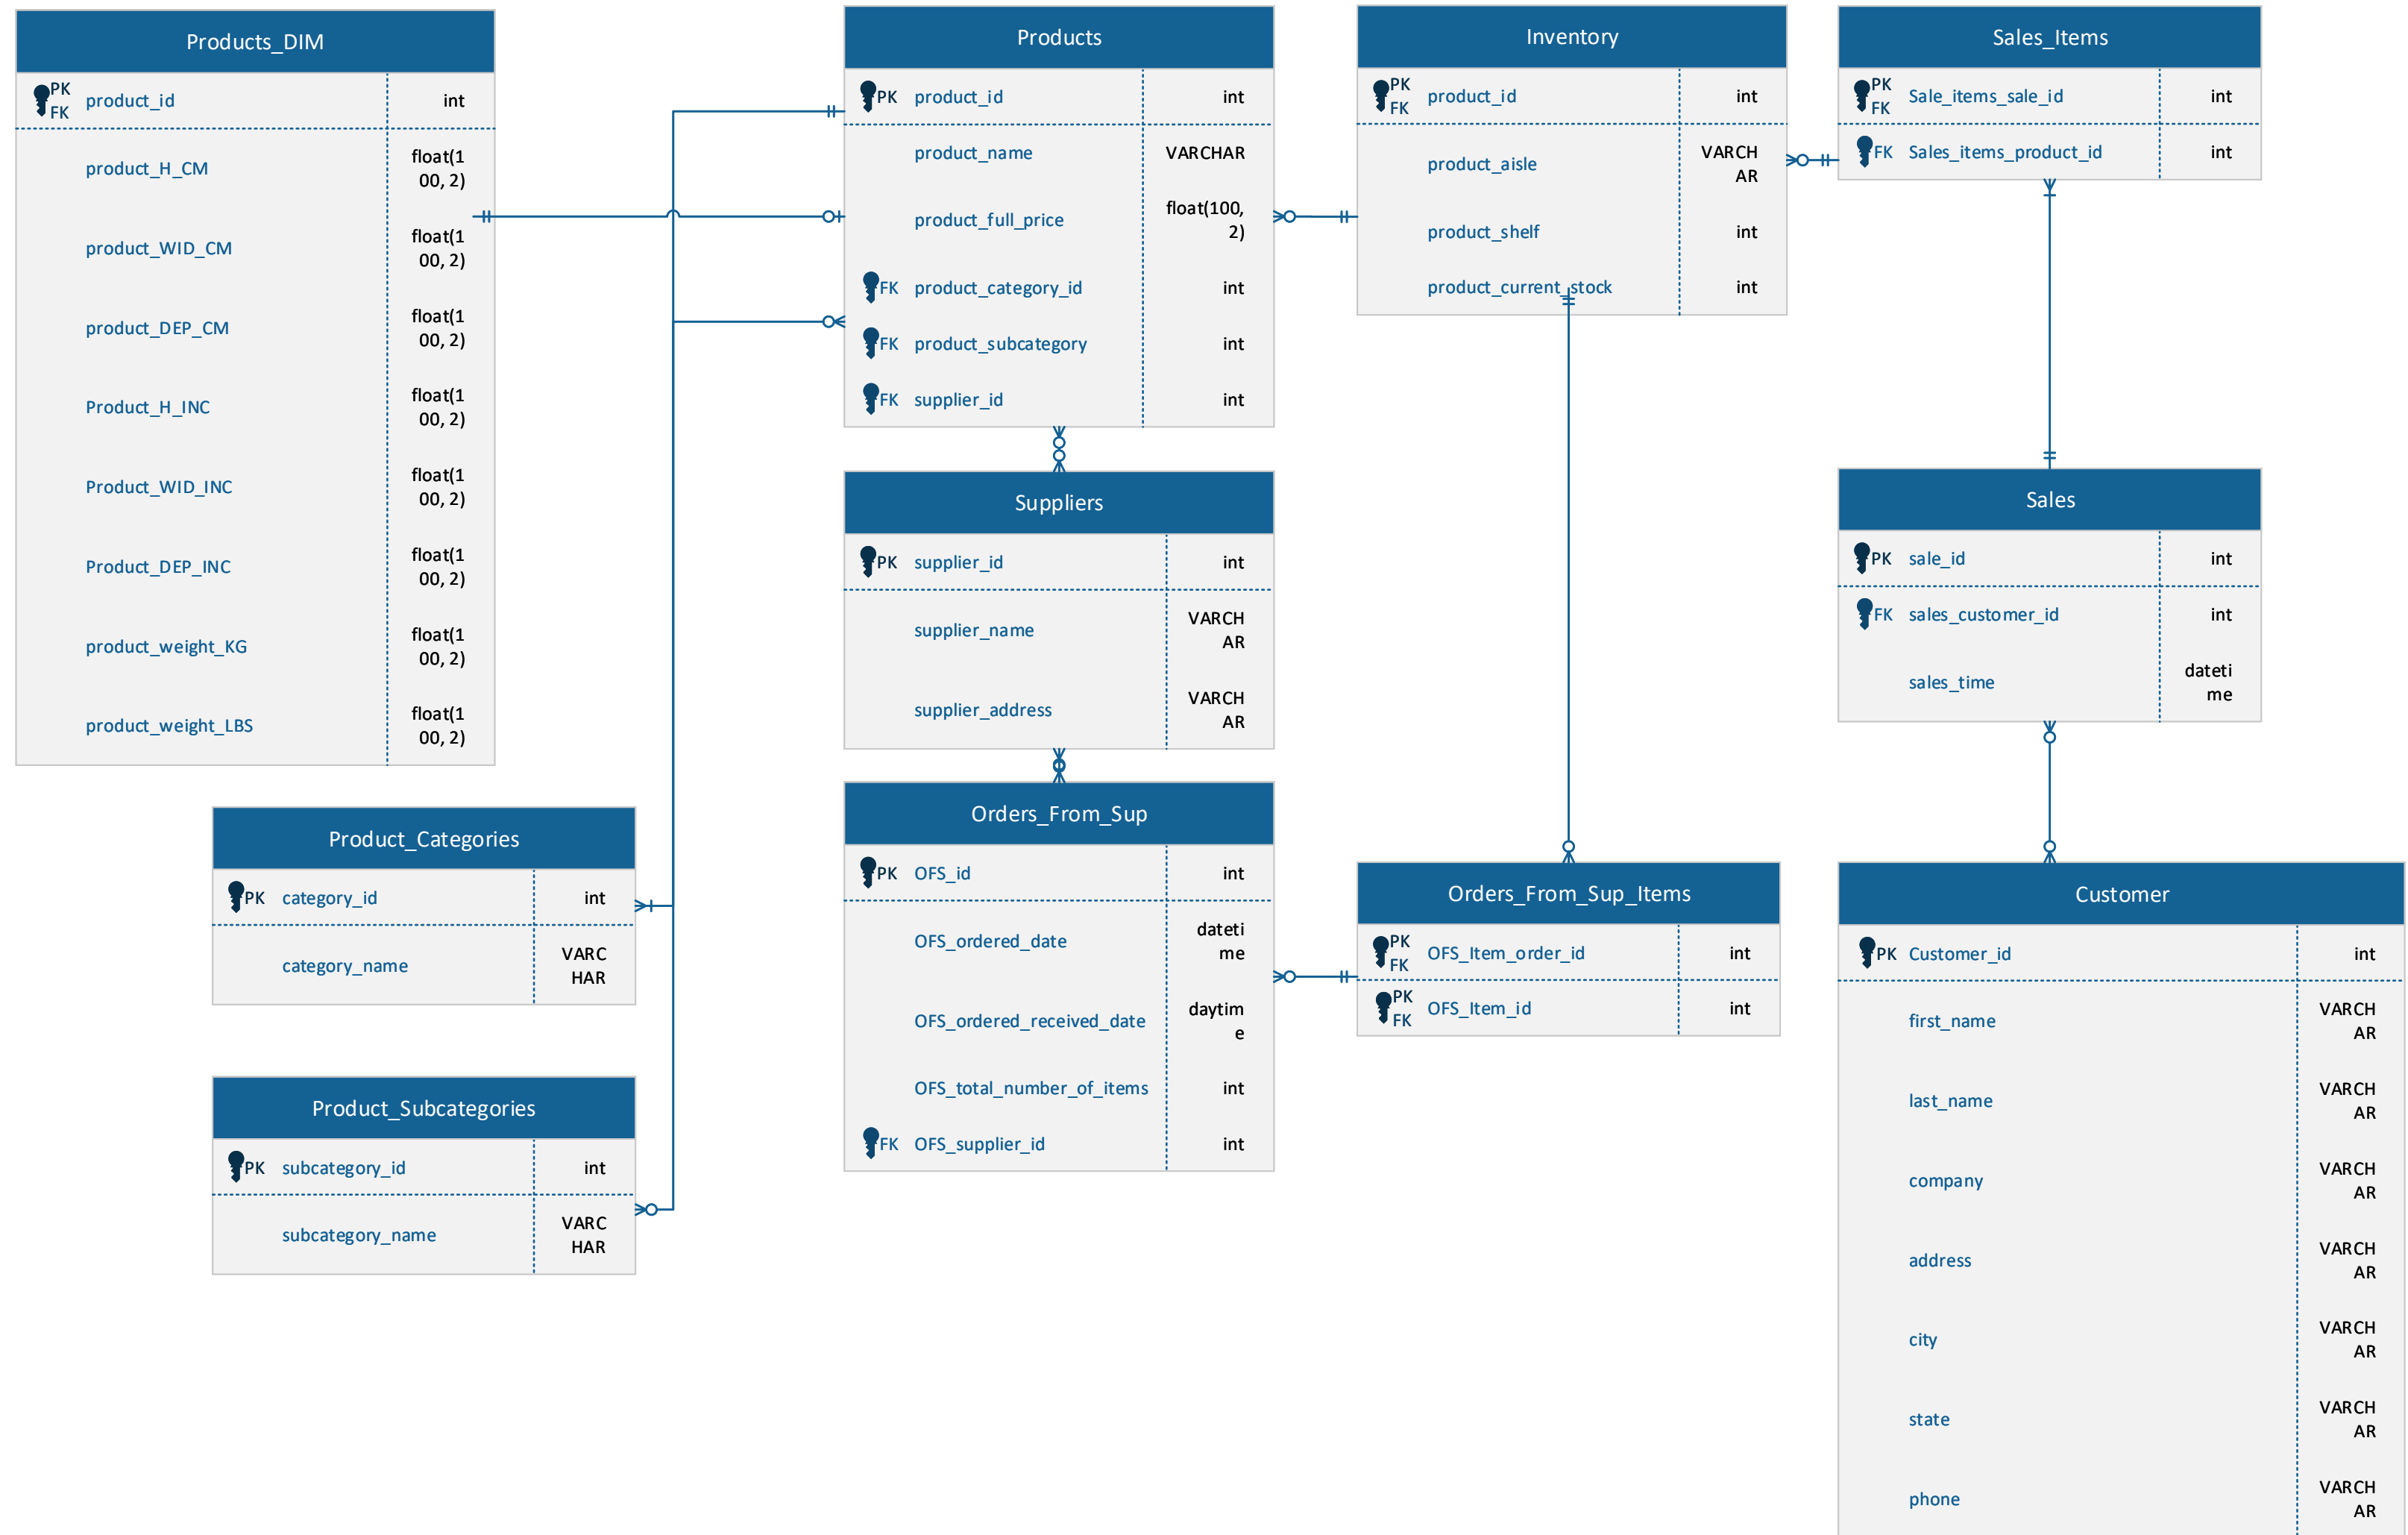 Products_DIM
PK
FK
product_id
int
product_H_CM
float(1
00, 2)
product_WID_CM
float(1
00, 2)
product_DEP_CM
float(1
00, 2)
Product_H_INC
float(1
00, 2)
Product_WID_INC
float(1
00, 2)
Product_DEP_INC
float(1
00, 2)
product_weight_KG
float(1
00, 2)
product_weight_LBS
float(1
00, 2)
Products
PK
product_id
int
product_name
VARCHAR
product_full_price
float(100,
2)
FK
product_category_id
int
FK
product_subcategory
int
FK
supplier_id
int
Inventory
PK
FK
product_id
int
product_aisle
VARCH
AR
product_shelf
int
product_current_stock
int
Sales_Items
PK
FK
Sale_items_sale_id
int
FK
Sales_items_product_id
int
Suppliers
PK
supplier_id
int
supplier_name
VARCH
AR
supplier_address
VARCH
AR
Sales
PK
sale_id
int
FK
sales_customer_id
int
sales_time
dateti
me
Product_Categories
PK
category_id
int
category_name
VARC
HAR
Product_Subcategories
PK
subcategory_id
int
subcategory_name
VARC
HAR
Orders_From_Sup
PK
OFS_id
int
OFS_ordered_date
dateti
me
OFS_ordered_received_date
daytim
e
OFS_total_number_of_items
int
FK
OFS_supplier_id
int
Orders_From_Sup_Items
PK
FK
OFS_Item_order_id
int
PK
FK
OFS_Item_id
int
Customer
PK
Customer_id
int
first_name
VARCH
AR
last_name
VARCH
AR
company
VARCH
AR
address
VARCH
AR
city
VARCH
AR
state
VARCH
AR
phone
VARCH
AR